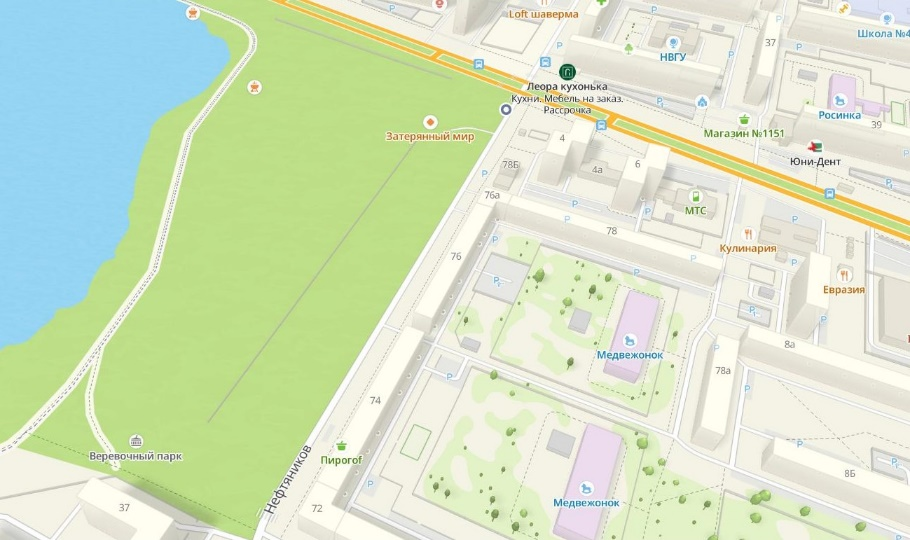 Loft шаверма
Школа №4
37
НВГУ
Леора кухонька
Кухни. Мебель на заказ.
Рассрочка
Росинка
39
Магазин №1151
Затерянный мир
4
6
4а
78Б
Юни-Дент
76а
МТС
78
Кулинария
76
Евразия
Медвежонок
8а
78а
74
Нефтяников
Пирогоf
Веревочный парк
8Б
37
72
Медвежонок